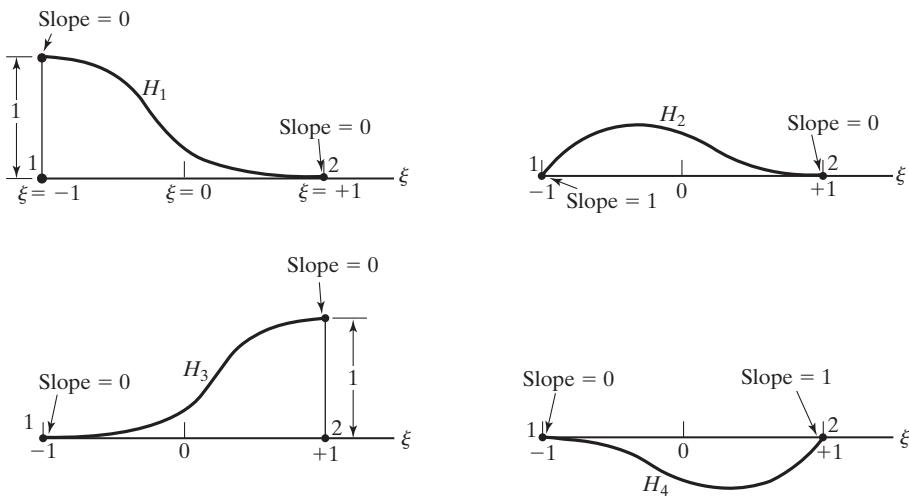 Slope = 0
H₁
1
Slope = 0
1
2
ξ
ξ= −1
ξ= 0
ξ= +1
H₂
Slope = 0
1
2
ξ
−1
Slope = 1
0
+1
Slope = 0
Slope = 0
H₃
1
1
2
ξ
−1
0
+1
Slope = 0
Slope = 1
1
2
ξ
−1
0
+1
H₄